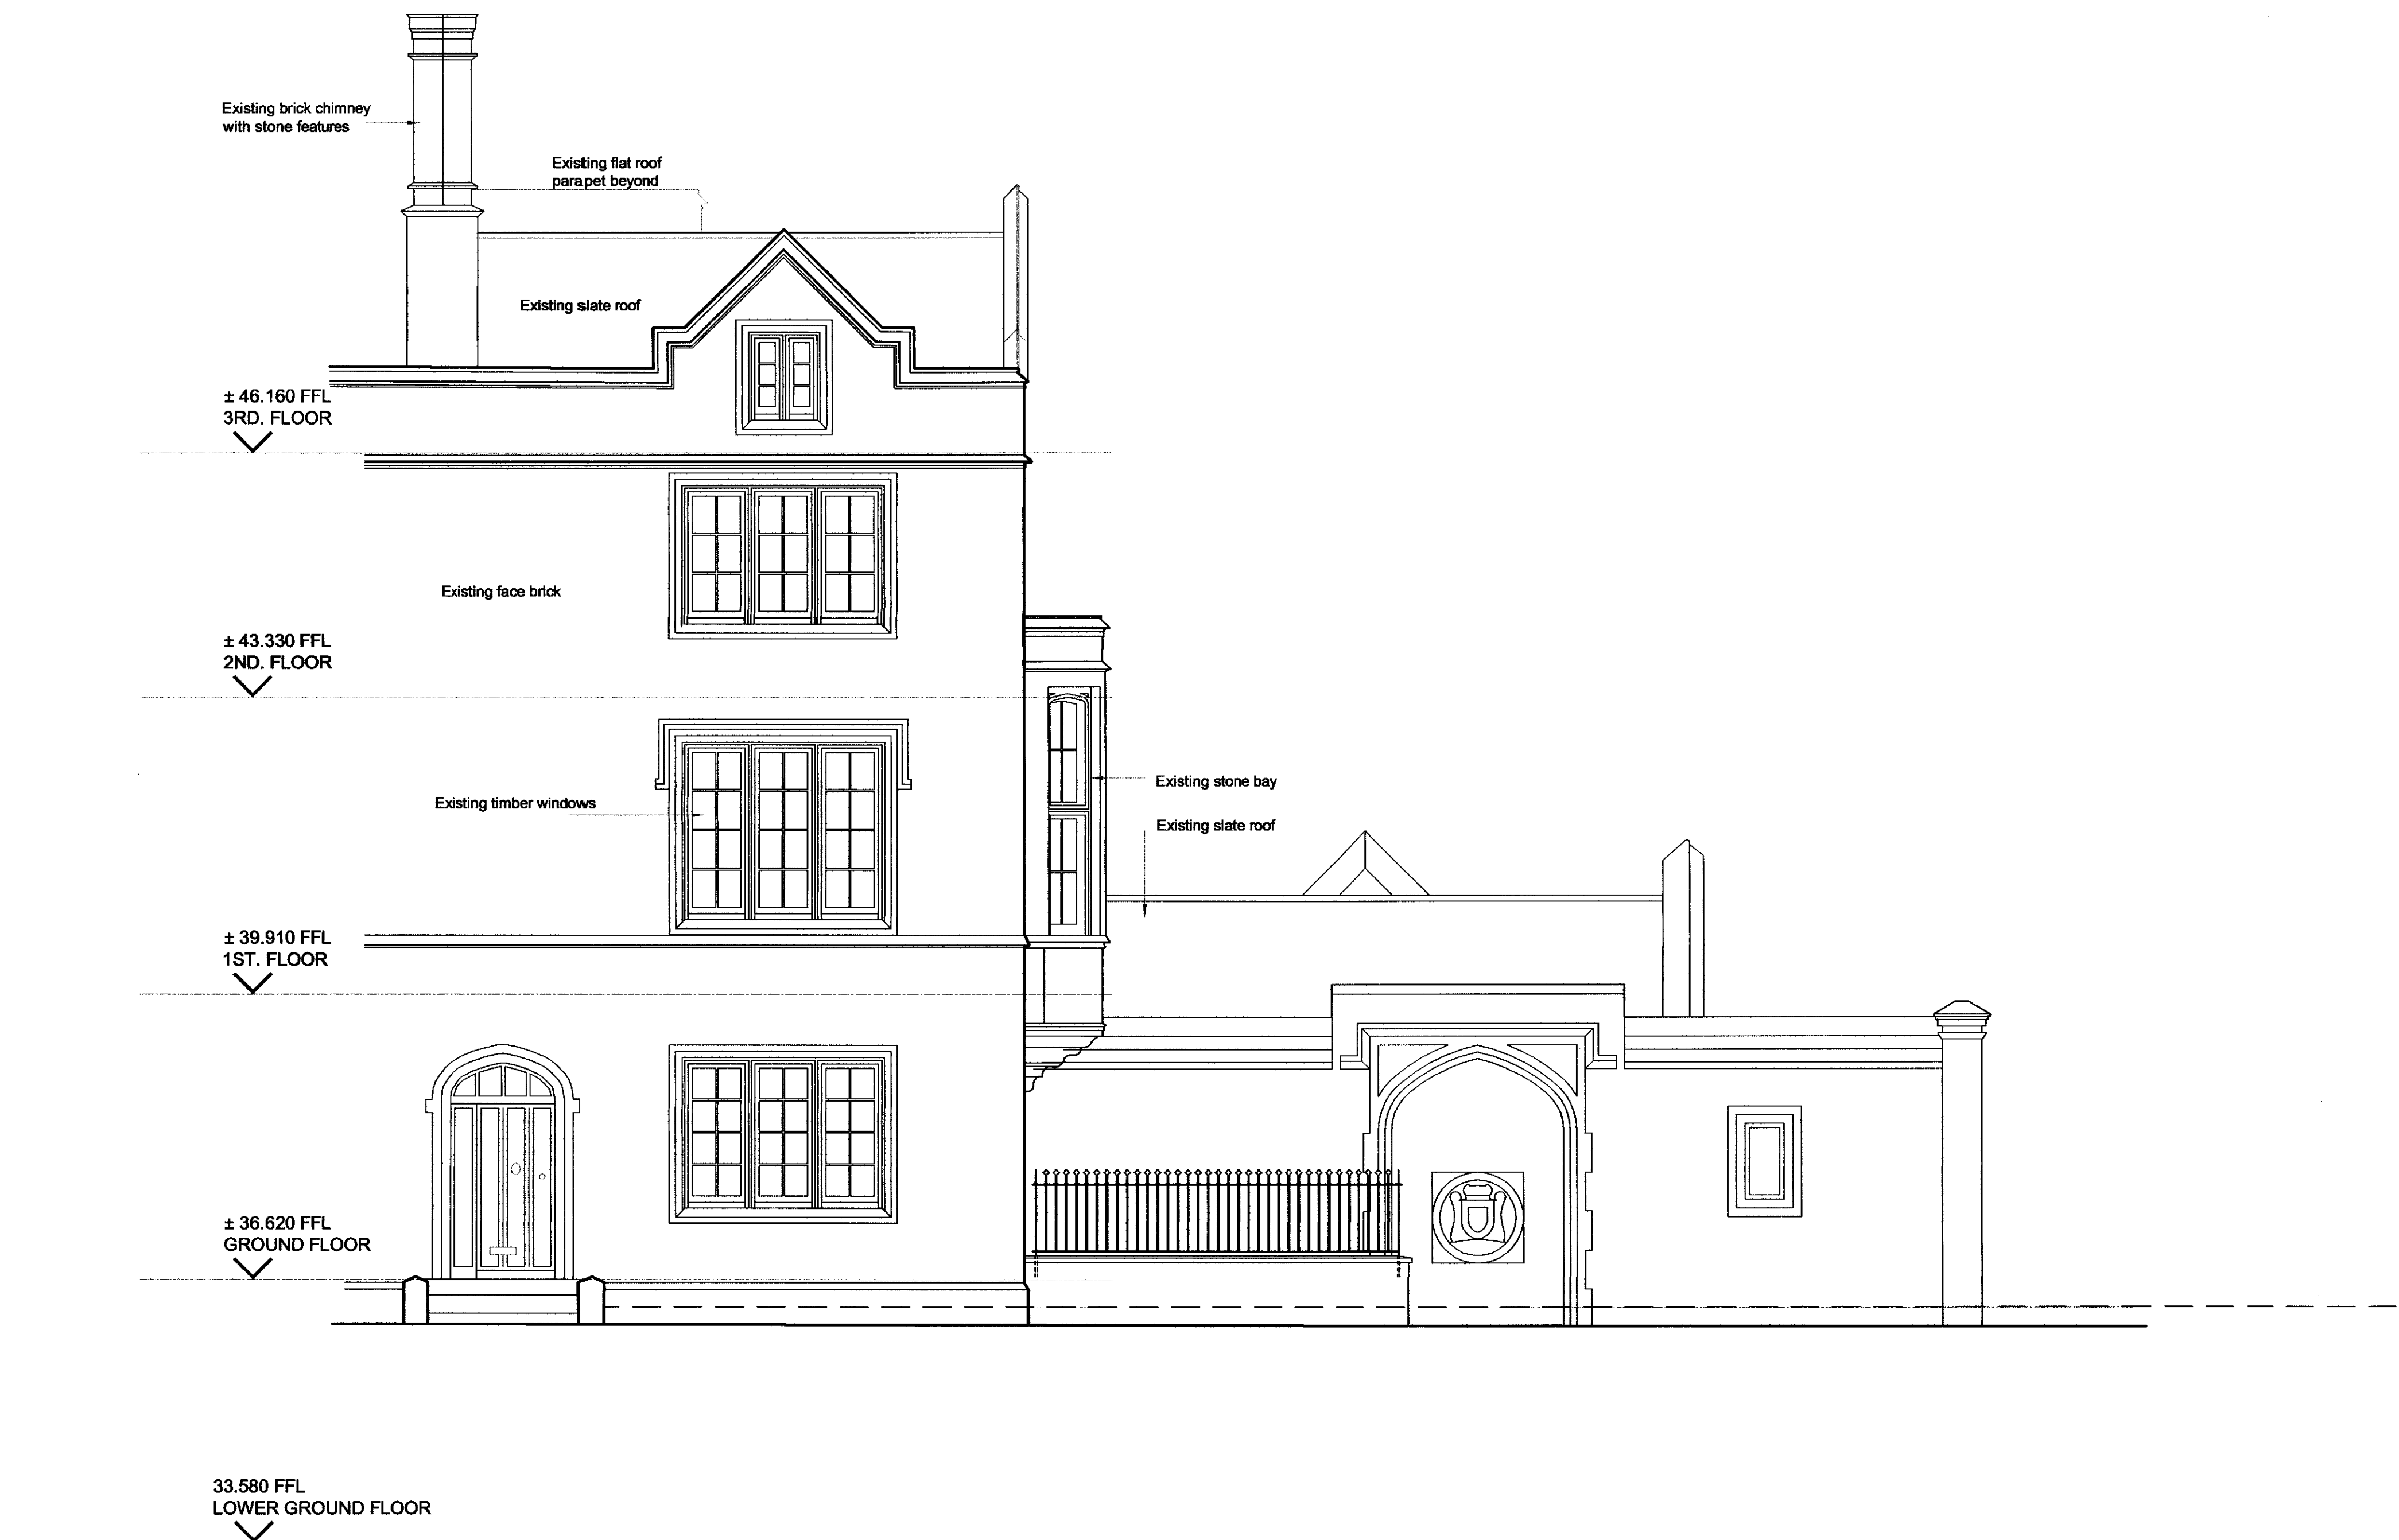 Existing brick chimney
with stone features
Existing flat roof
parapet beyond
Existing slate roof
± 46.160 FFL
3RD. FLOOR
Existing face brick
± 43.330 FFL
2ND. FLOOR
Existing stone bay
Existing timber windows
Existing slate roof
± 39.910 FFL
1ST. FLOOR
± 36.620 FFL
GROUND FLOOR
33.580 FFL
LOWER GROUND FLOOR